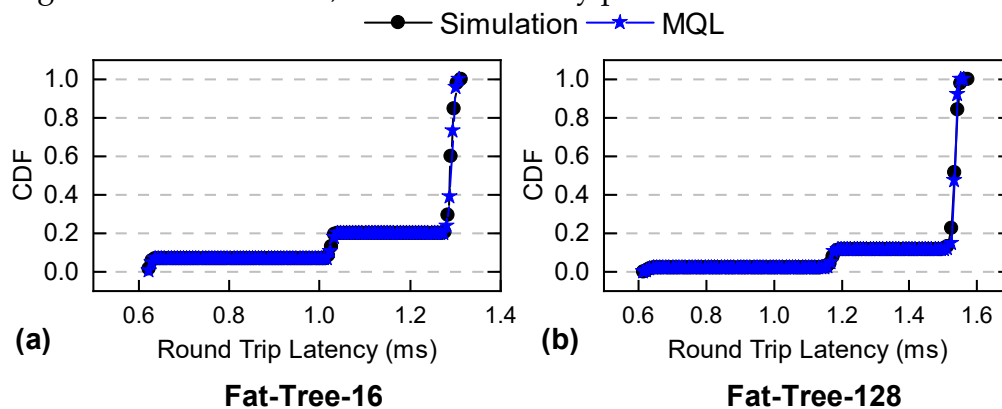 Simulation MQL
CDF
1.0
0.8
0.6
0.4
0.2
0.0
0.6 0.8 1.0 1.2 1.4
Round Trip Latency (ms)
(a)
Fat-Tree-16
CDF
1.0
0.8
0.6
0.4
0.2
0.0
0.6 0.8 1.0 1.2 1.4 1.6
Round Trip Latency (ms)
(b)
Fat-Tree-128